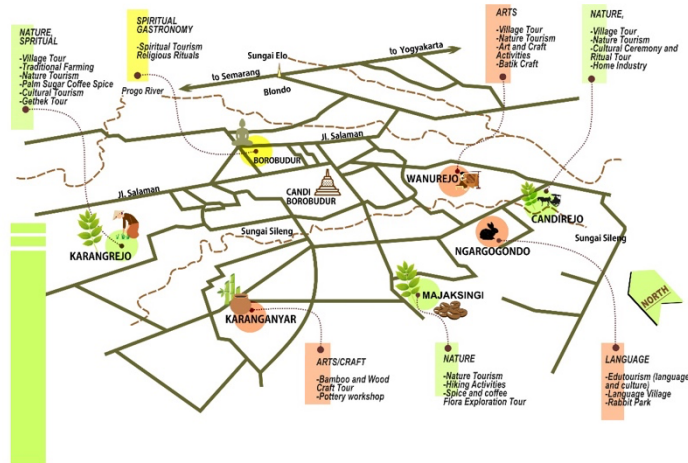 NATURE,
SPRITUAL
-Village Tour
-Traditional Farming
-Nature Tourism
-Palm Sugar Coffee Spice
-Cultural Tourism
-Gethek Tour
SPIRITUAL
GASTRONOMY
-Spiritual Tourism
Religious Rituals
ARTS
-Village Tour
-Nature Tourism
-Art and Craft
Activities
-Batik Craft
NATURE,
-Village Tour
-Nature Tourism
-Cultural Ceremony and
Ritual Tour
-Home Industry
Sungai Elo
to Yogyakarta
to Semarang
Blondo
Progo River
Jl. Salaman
BOROBUDUR
WANUREJO
CANDI
BOROBUDUR
Jl. Salaman
CANDIREJO
Sungai Sileng
Sungai Sileng
NGARGOGONDO
KARANGREJO
MAJAKSINGI
NORTH
KARANGANYAR
ARTS/CRAFT
-Bamboo and Wood
Craft Tour
-Pottery workshop
NATURE
-Nature Tourism
-Hiking Activities
-Spice and coffee
Flora Exploration Tour
LANGUAGE
-Edutourism (language
and culture)
-Language Village
-Rabbit Park